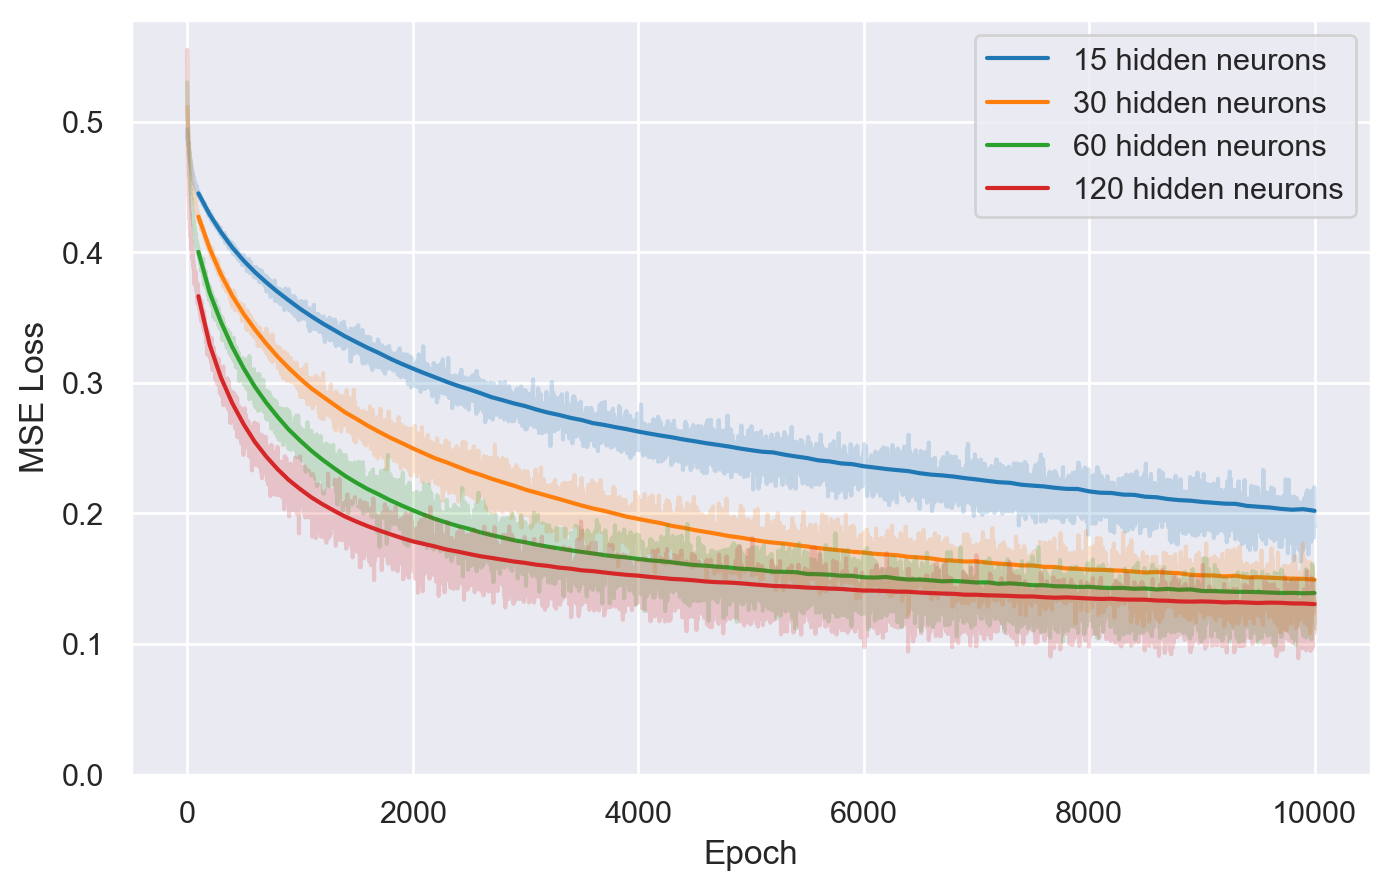 15 hidden neurons
30 hidden neurons
60 hidden neurons
120 hidden neurons
MSE Loss
0.5
0.4
0.3
0.2
0.1
0.0
0 2000 4000 6000 8000 10000
Epoch